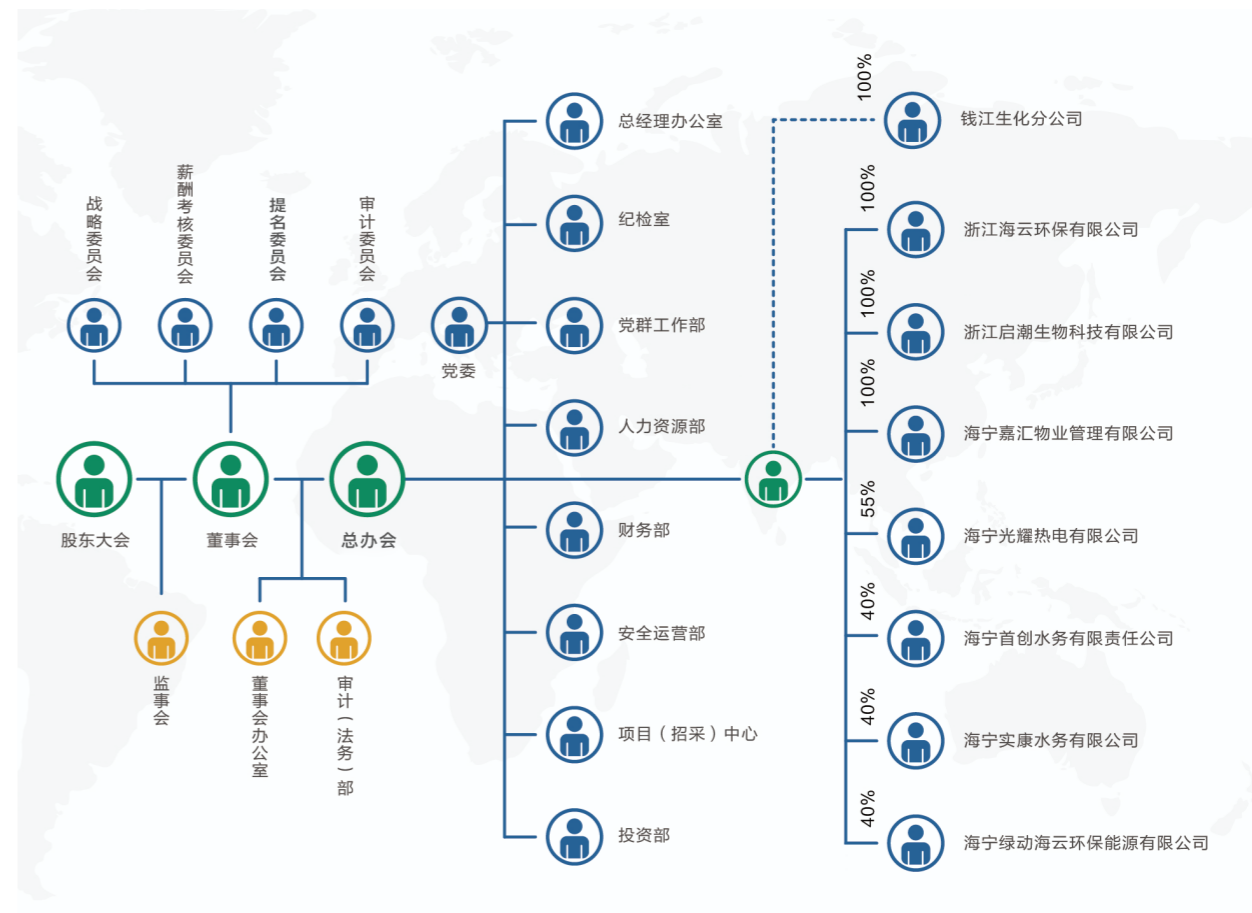 战略委员会
薪酬考核委员会
提名委员会
审计委员会
股东大会
董事会
总办会
监事会
董事会办公室
审计（法务）部
党委
总经理办公室
纪检室
党群工作部
人力资源部
财务部
安全运营部
项目（招采）中心
投资部
100%
钱江生化分公司
100%
浙江海云环保有限公司
100%
浙江启潮生物科技有限公司
100%
海宁嘉汇物业管理有限公司
55%
海宁光耀热电有限公司
40%
海宁首创水务有限责任公司
40%
海宁实康水务有限公司
40%
海宁绿动海云环保能源有限公司